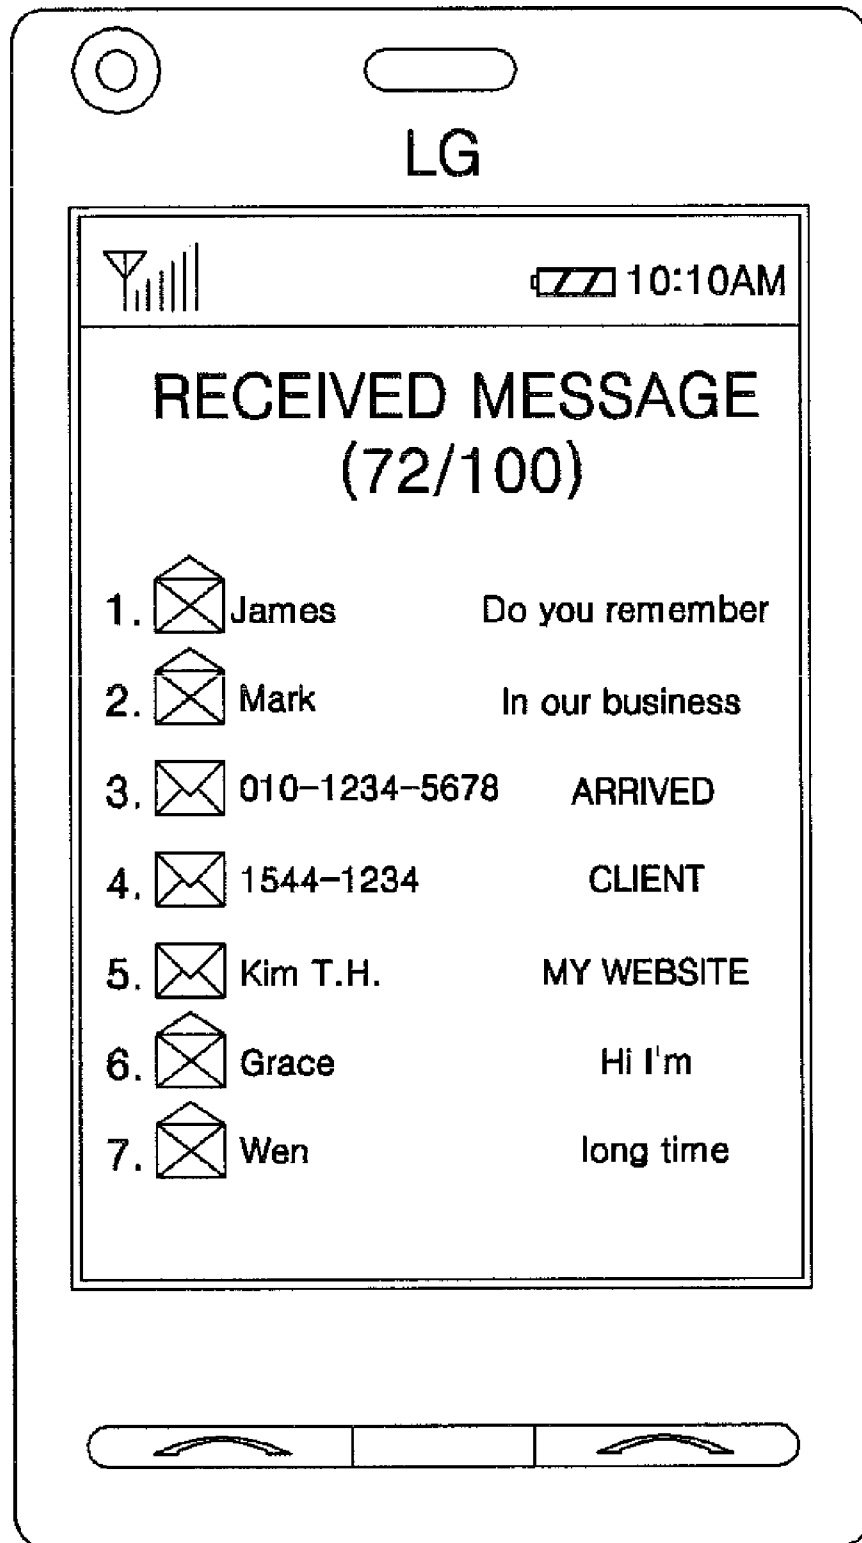 LG
10:10AM
RECEIVED MESSAGE
(72/100)
1. James Do you remember
2. Mark In our business
3. 010-1234-5678 ARRIVED
4. 1544-1234 CLIENT
5. Kim T.H. MY WEBSITE
6. Grace Hi I'm
7. Wen long time